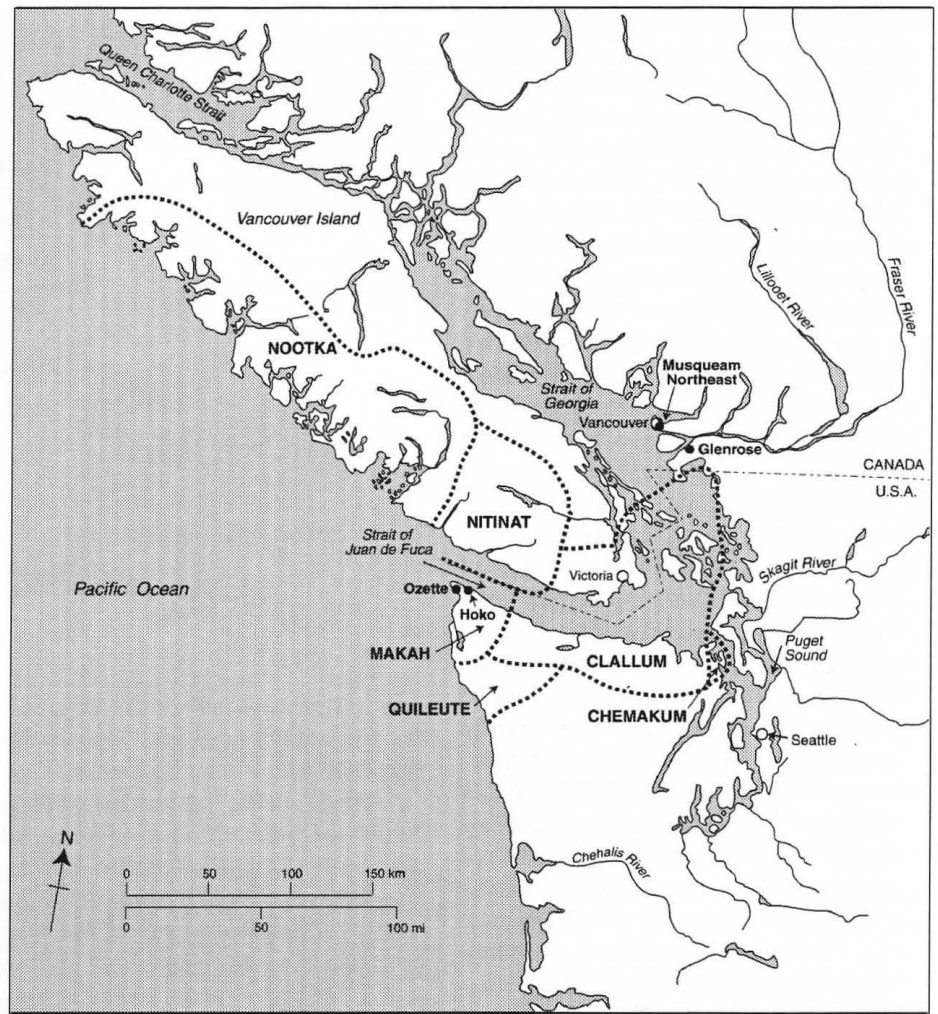 Queen Charlotte Strait
Vancouver Island
Lillooet River
Fraser River
NOOTKA
Musqueam
Northeast
Strait of
Georgia
Vancouver
Glenrose
CANADA
U.S.A.
NITINAT
Strait of
Juan de Fuca
Victoria
Skagit River
Pacific Ocean
Ozette
Hoko
MAKAH
CLALLUM
Puget
Sound
QUILEUTE
CHEMAKUM
Seattle
N
Chehalis River
0 50 100 150 km
0 50 100 mi